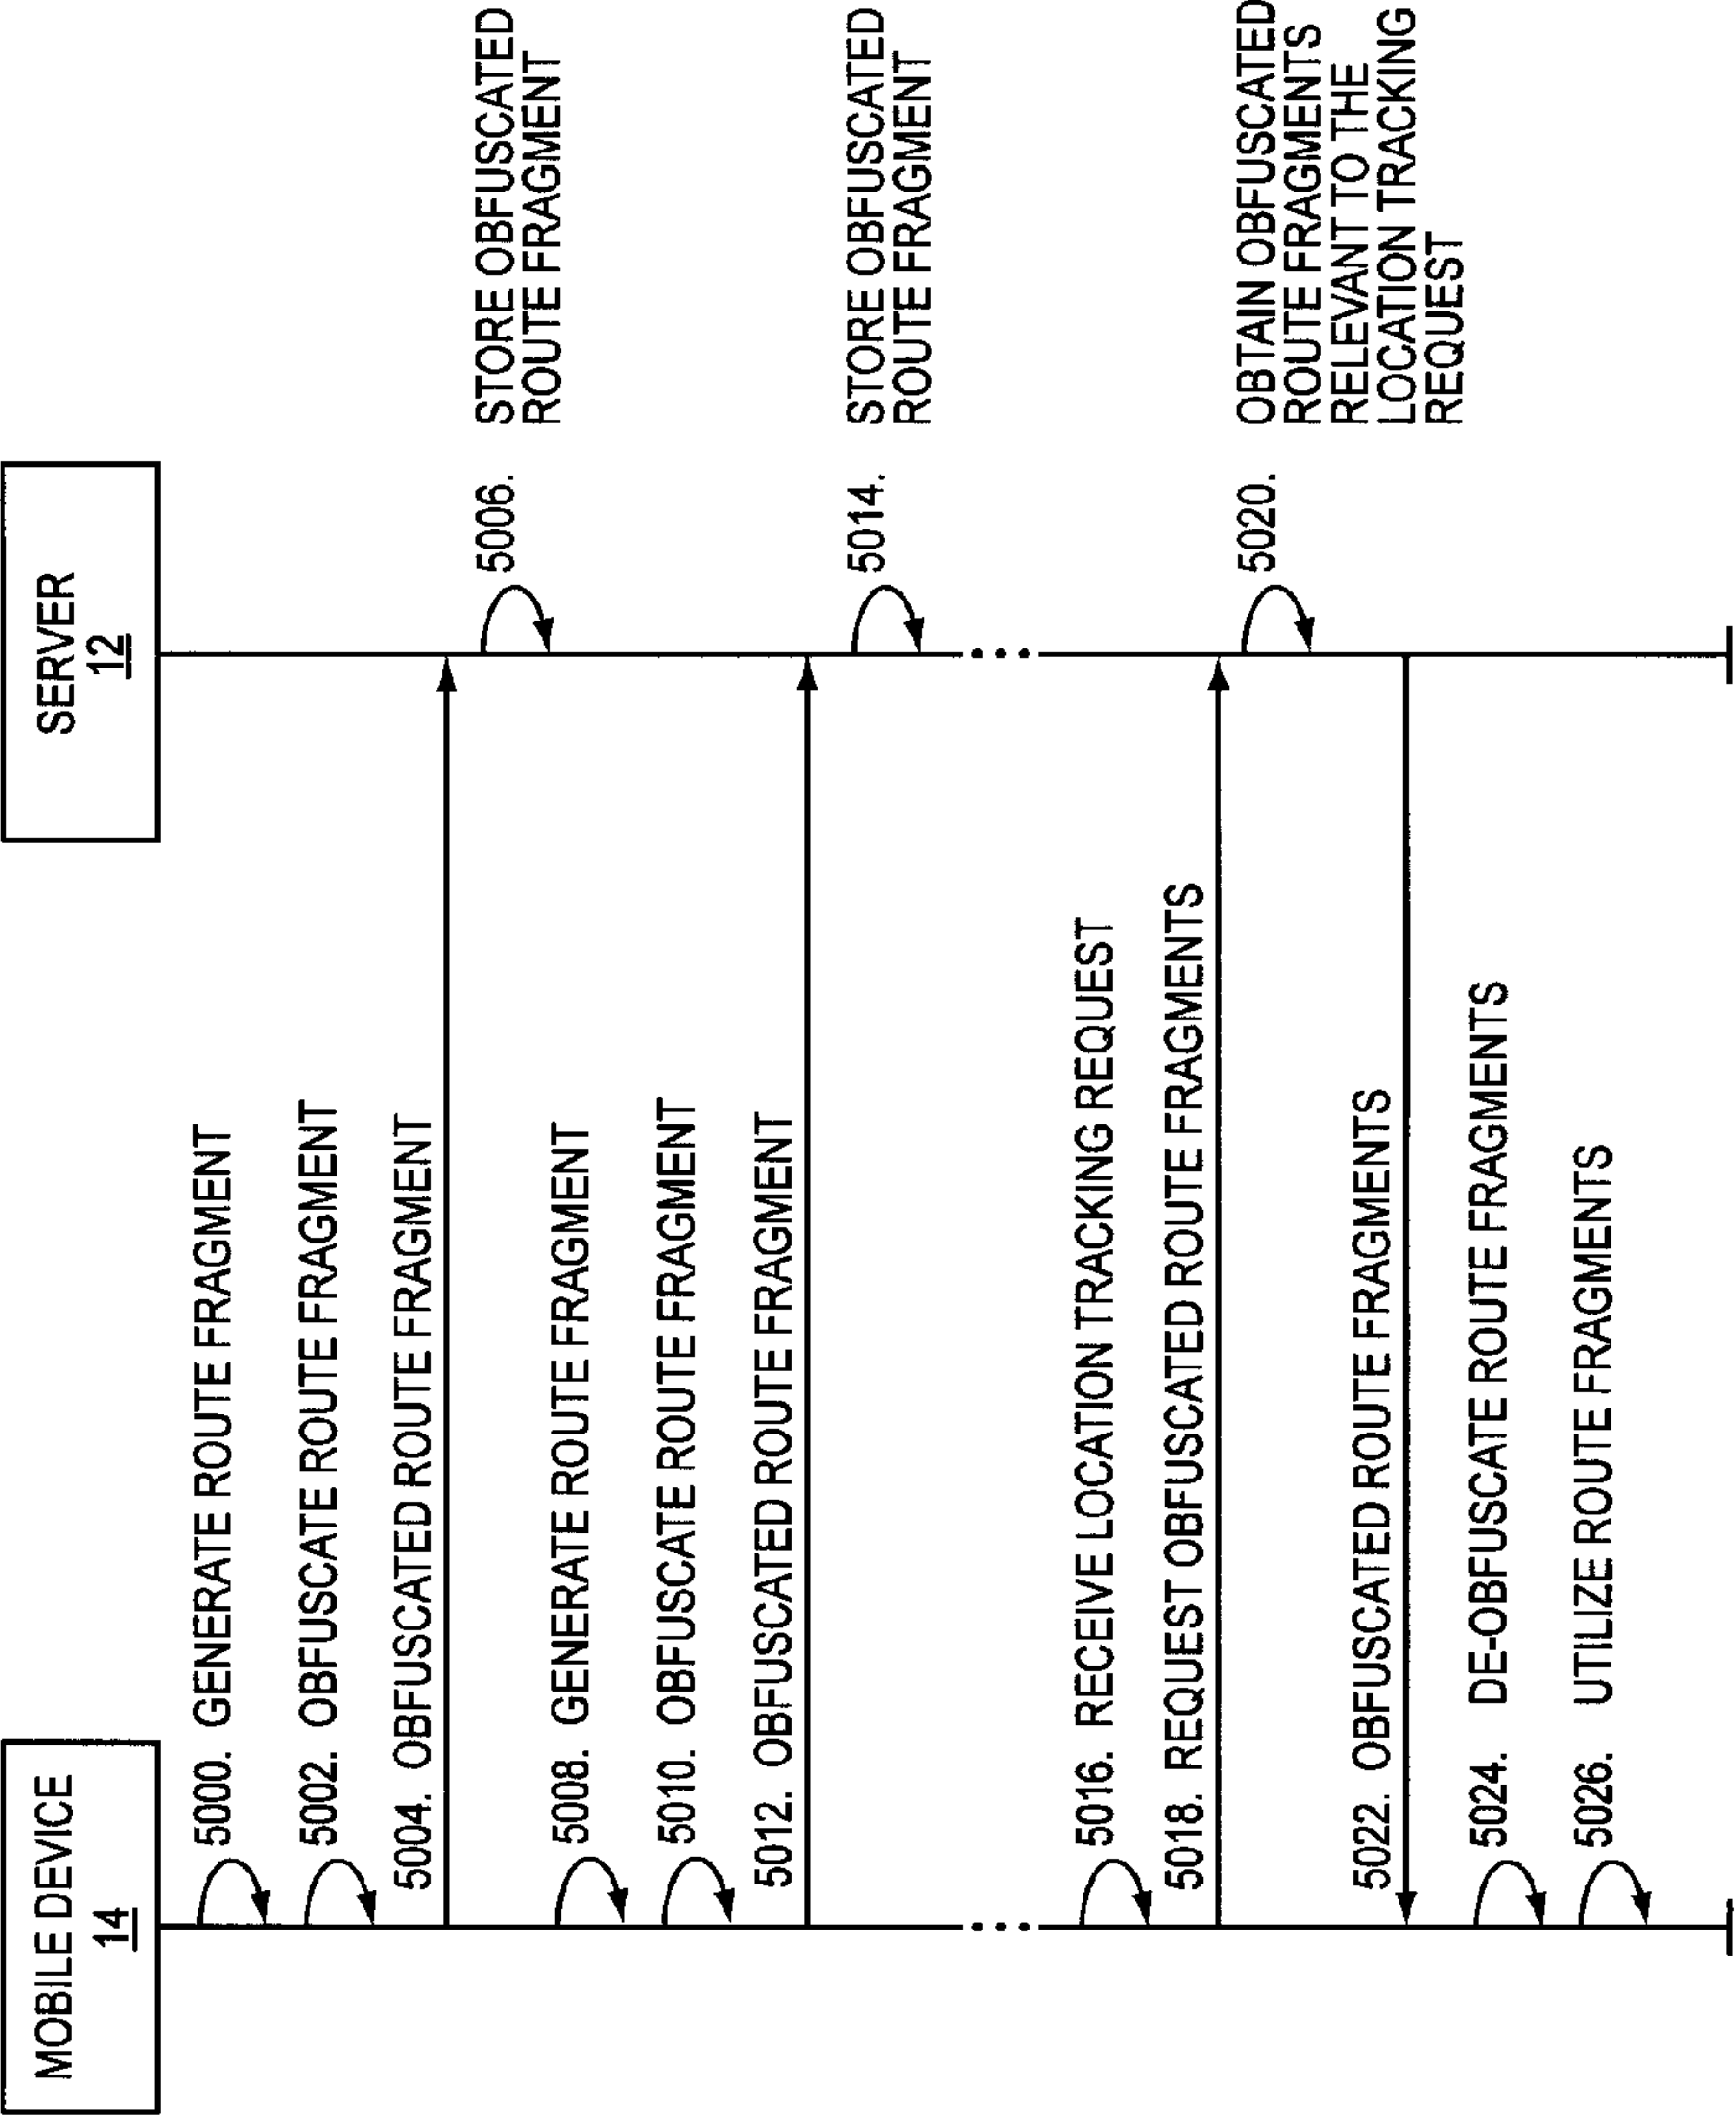 MOBILE DEVICE
14
SERVER
12
5000. GENERATE ROUTE FRAGMENT
5002. OBFUSCATE ROUTE FRAGMENT
5004. OBFUSCATED ROUTE FRAGMENT
5006. STORE OBFUSCATED
ROUTE FRAGMENT
5008. GENERATE ROUTE FRAGMENT
5010. OBFUSCATE ROUTE FRAGMENT
5012. OBFUSCATED ROUTE FRAGMENT
5014. STORE OBFUSCATED
ROUTE FRAGMENT
5016. RECEIVE LOCATION TRACKING REQUEST
5018. REQUEST OBFUSCATED ROUTE FRAGMENTS
5020. OBTAIN OBFUSCATED
ROUTE FRAGMENTS
RELEVANT TO THE
LOCATION TRACKING
REQUEST
5022. OBFUSCATED ROUTE FRAGMENTS
5024. DE-OBFUSCATE ROUTE FRAGMENTS
5026. UTILIZE ROUTE FRAGMENTS